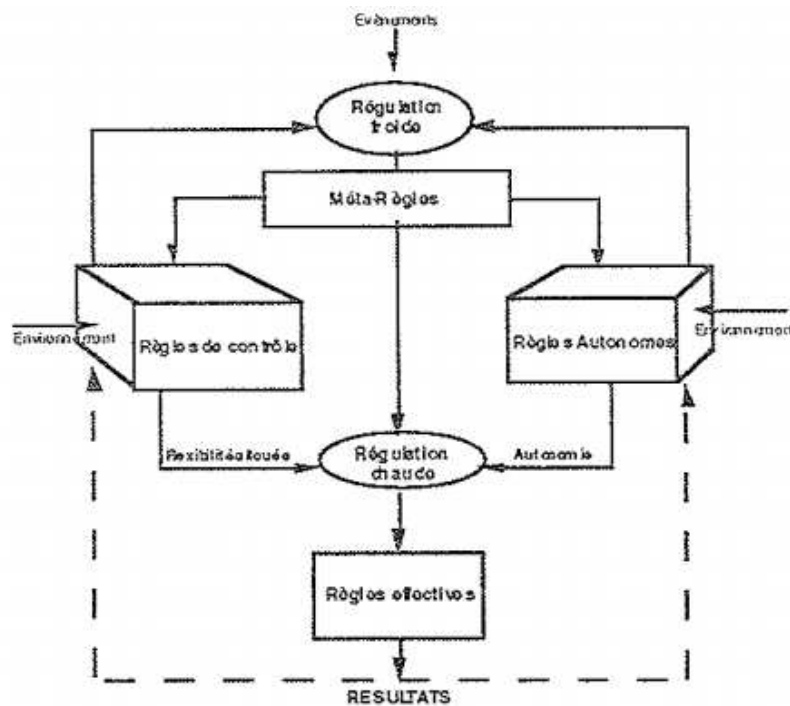 Evènements
Régulation
froide
Méta-Règles
Environnement
Règles de contrôle
Règles Autonomes
Environnement
Flexibilité allouée
Régulation
chaude
Autonomie
Règles effectives
RESULTATS